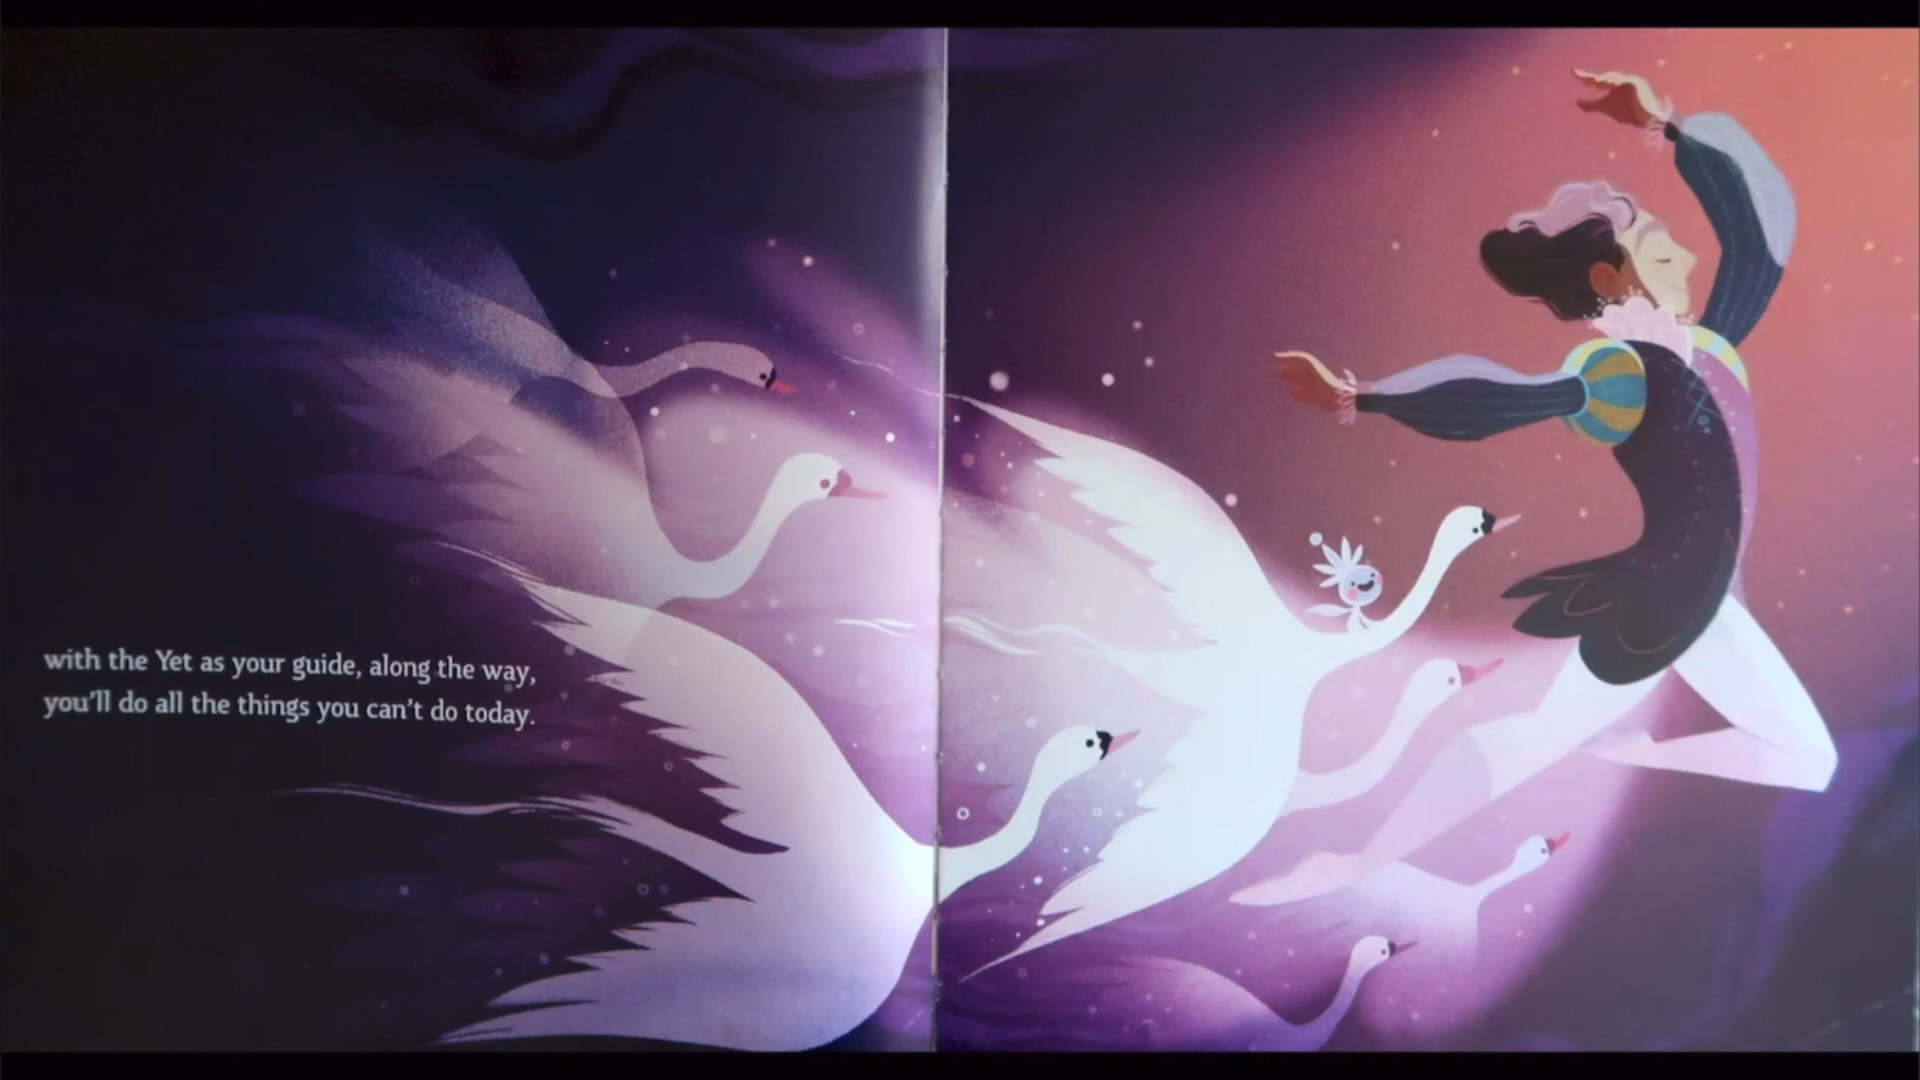 with the Yet as your guide, along the way,
you'll do all the things you can't do today.